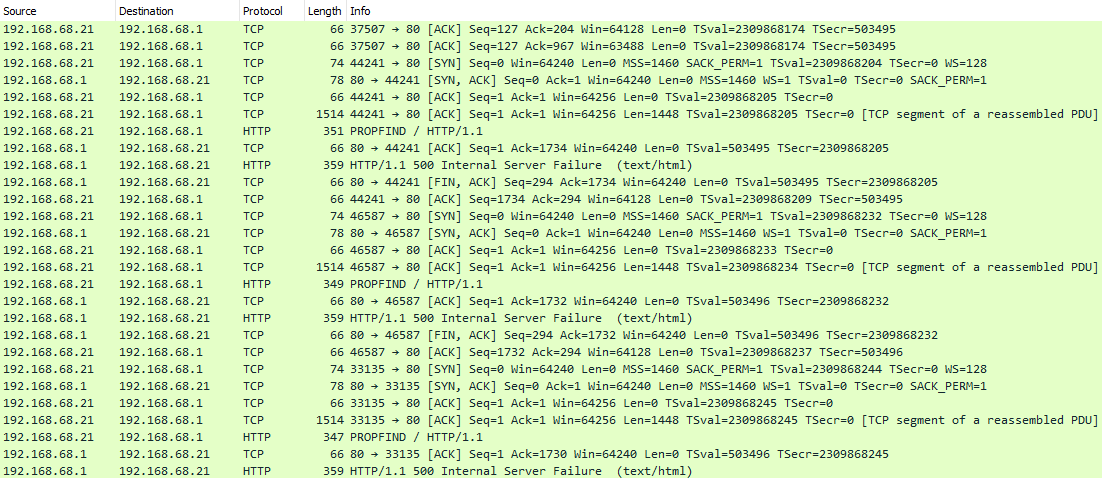 Source Destination Protocol Length Info
192.168.68.21 192.168.68.1 TCP 66 37507 → 80 [ACK] Seq=127 Ack=204 Win=64128 Len=0 TSval=2309868174 TSecr=503495
192.168.68.21 192.168.68.1 TCP 66 37507 → 80 [ACK] Seq=127 Ack=967 Win=63488 Len=0 TSval=2309868174 TSecr=503495
192.168.68.21 192.168.68.1 TCP 74 44241 → 80 [SYN] Seq=0 Win=64240 Len=0 MSS=1460 SACK_PERM=1 TSval=2309868204 TSecr=0 WS=128
192.168.68.1 192.168.68.21 TCP 78 80 → 44241 [SYN, ACK] Seq=0 Ack=1 Win=64240 Len=0 MSS=1460 WS=1 TSval=0 TSecr=0 SACK_PERM=1
192.168.68.21 192.168.68.1 TCP 66 44241 → 80 [ACK] Seq=1 Ack=1 Win=64256 Len=0 TSval=2309868205 TSecr=0
192.168.68.21 192.168.68.1 TCP 1514 44241 → 80 [ACK] Seq=1 Ack=1 Win=64256 Len=1448 TSval=2309868205 TSecr=0 [TCP segment of a reassembled PDU]
192.168.68.21 192.168.68.1 HTTP 351 PROPFIND / HTTP/1.1
192.168.68.1 192.168.68.21 TCP 66 80 → 44241 [ACK] Seq=1 Ack=1734 Win=64240 Len=0 TSval=503495 TSecr=2309868205
192.168.68.1 192.168.68.21 HTTP 359 HTTP/1.1 500 Internal Server Failure (text/html)
192.168.68.1 192.168.68.21 TCP 66 80 → 44241 [FIN, ACK] Seq=294 Ack=1734 Win=64240 Len=0 TSval=503495 TSecr=2309868205
192.168.68.21 192.168.68.1 TCP 66 44241 → 80 [ACK] Seq=1734 Ack=294 Win=64128 Len=0 TSval=2309868209 TSecr=503495
192.168.68.21 192.168.68.1 TCP 74 46587 → 80 [SYN] Seq=0 Win=64240 Len=0 MSS=1460 SACK_PERM=1 TSval=2309868232 TSecr=0 WS=128
192.168.68.1 192.168.68.21 TCP 78 80 → 46587 [SYN, ACK] Seq=0 Ack=1 Win=64240 Len=0 MSS=1460 WS=1 TSval=0 TSecr=0 SACK_PERM=1
192.168.68.21 192.168.68.1 TCP 66 46587 → 80 [ACK] Seq=1 Ack=1 Win=64256 Len=0 TSval=2309868233 TSecr=0
192.168.68.21 192.168.68.1 TCP 1514 46587 → 80 [ACK] Seq=1 Ack=1 Win=64256 Len=1448 TSval=2309868234 TSecr=0 [TCP segment of a reassembled PDU]
192.168.68.21 192.168.68.1 HTTP 349 PROPFIND / HTTP/1.1
192.168.68.1 192.168.68.21 TCP 66 80 → 46587 [ACK] Seq=1 Ack=1732 Win=64240 Len=0 TSval=503496 TSecr=2309868232
192.168.68.1 192.168.68.21 HTTP 359 HTTP/1.1 500 Internal Server Failure (text/html)
192.168.68.1 192.168.68.21 TCP 66 80 → 46587 [FIN, ACK] Seq=294 Ack=1732 Win=64240 Len=0 TSval=503496 TSecr=2309868232
192.168.68.21 192.168.68.1 TCP 66 46587 → 80 [ACK] Seq=1732 Ack=294 Win=64128 Len=0 TSval=2309868237 TSecr=503496
192.168.68.21 192.168.68.1 TCP 74 33135 → 80 [SYN] Seq=0 Win=64240 Len=0 MSS=1460 SACK_PERM=1 TSval=2309868244 TSecr=0 WS=128
192.168.68.1 192.168.68.21 TCP 78 80 → 33135 [SYN, ACK] Seq=0 Ack=1 Win=64240 Len=0 MSS=1460 WS=1 TSval=0 TSecr=0 SACK_PERM=1
192.168.68.21 192.168.68.1 TCP 66 33135 → 80 [ACK] Seq=1 Ack=1 Win=64256 Len=0 TSval=2309868245 TSecr=0
192.168.68.21 192.168.68.1 TCP 1514 33135 → 80 [ACK] Seq=1 Ack=1 Win=64256 Len=1448 TSval=2309868245 TSecr=0 [TCP segment of a reassembled PDU]
192.168.68.21 192.168.68.1 HTTP 347 PROPFIND / HTTP/1.1
192.168.68.1 192.168.68.21 TCP 66 80 → 33135 [ACK] Seq=1 Ack=1730 Win=64240 Len=0 TSval=503496 TSecr=2309868245
192.168.68.1 192.168.68.21 HTTP 359 HTTP/1.1 500 Internal Server Failure (text/html)